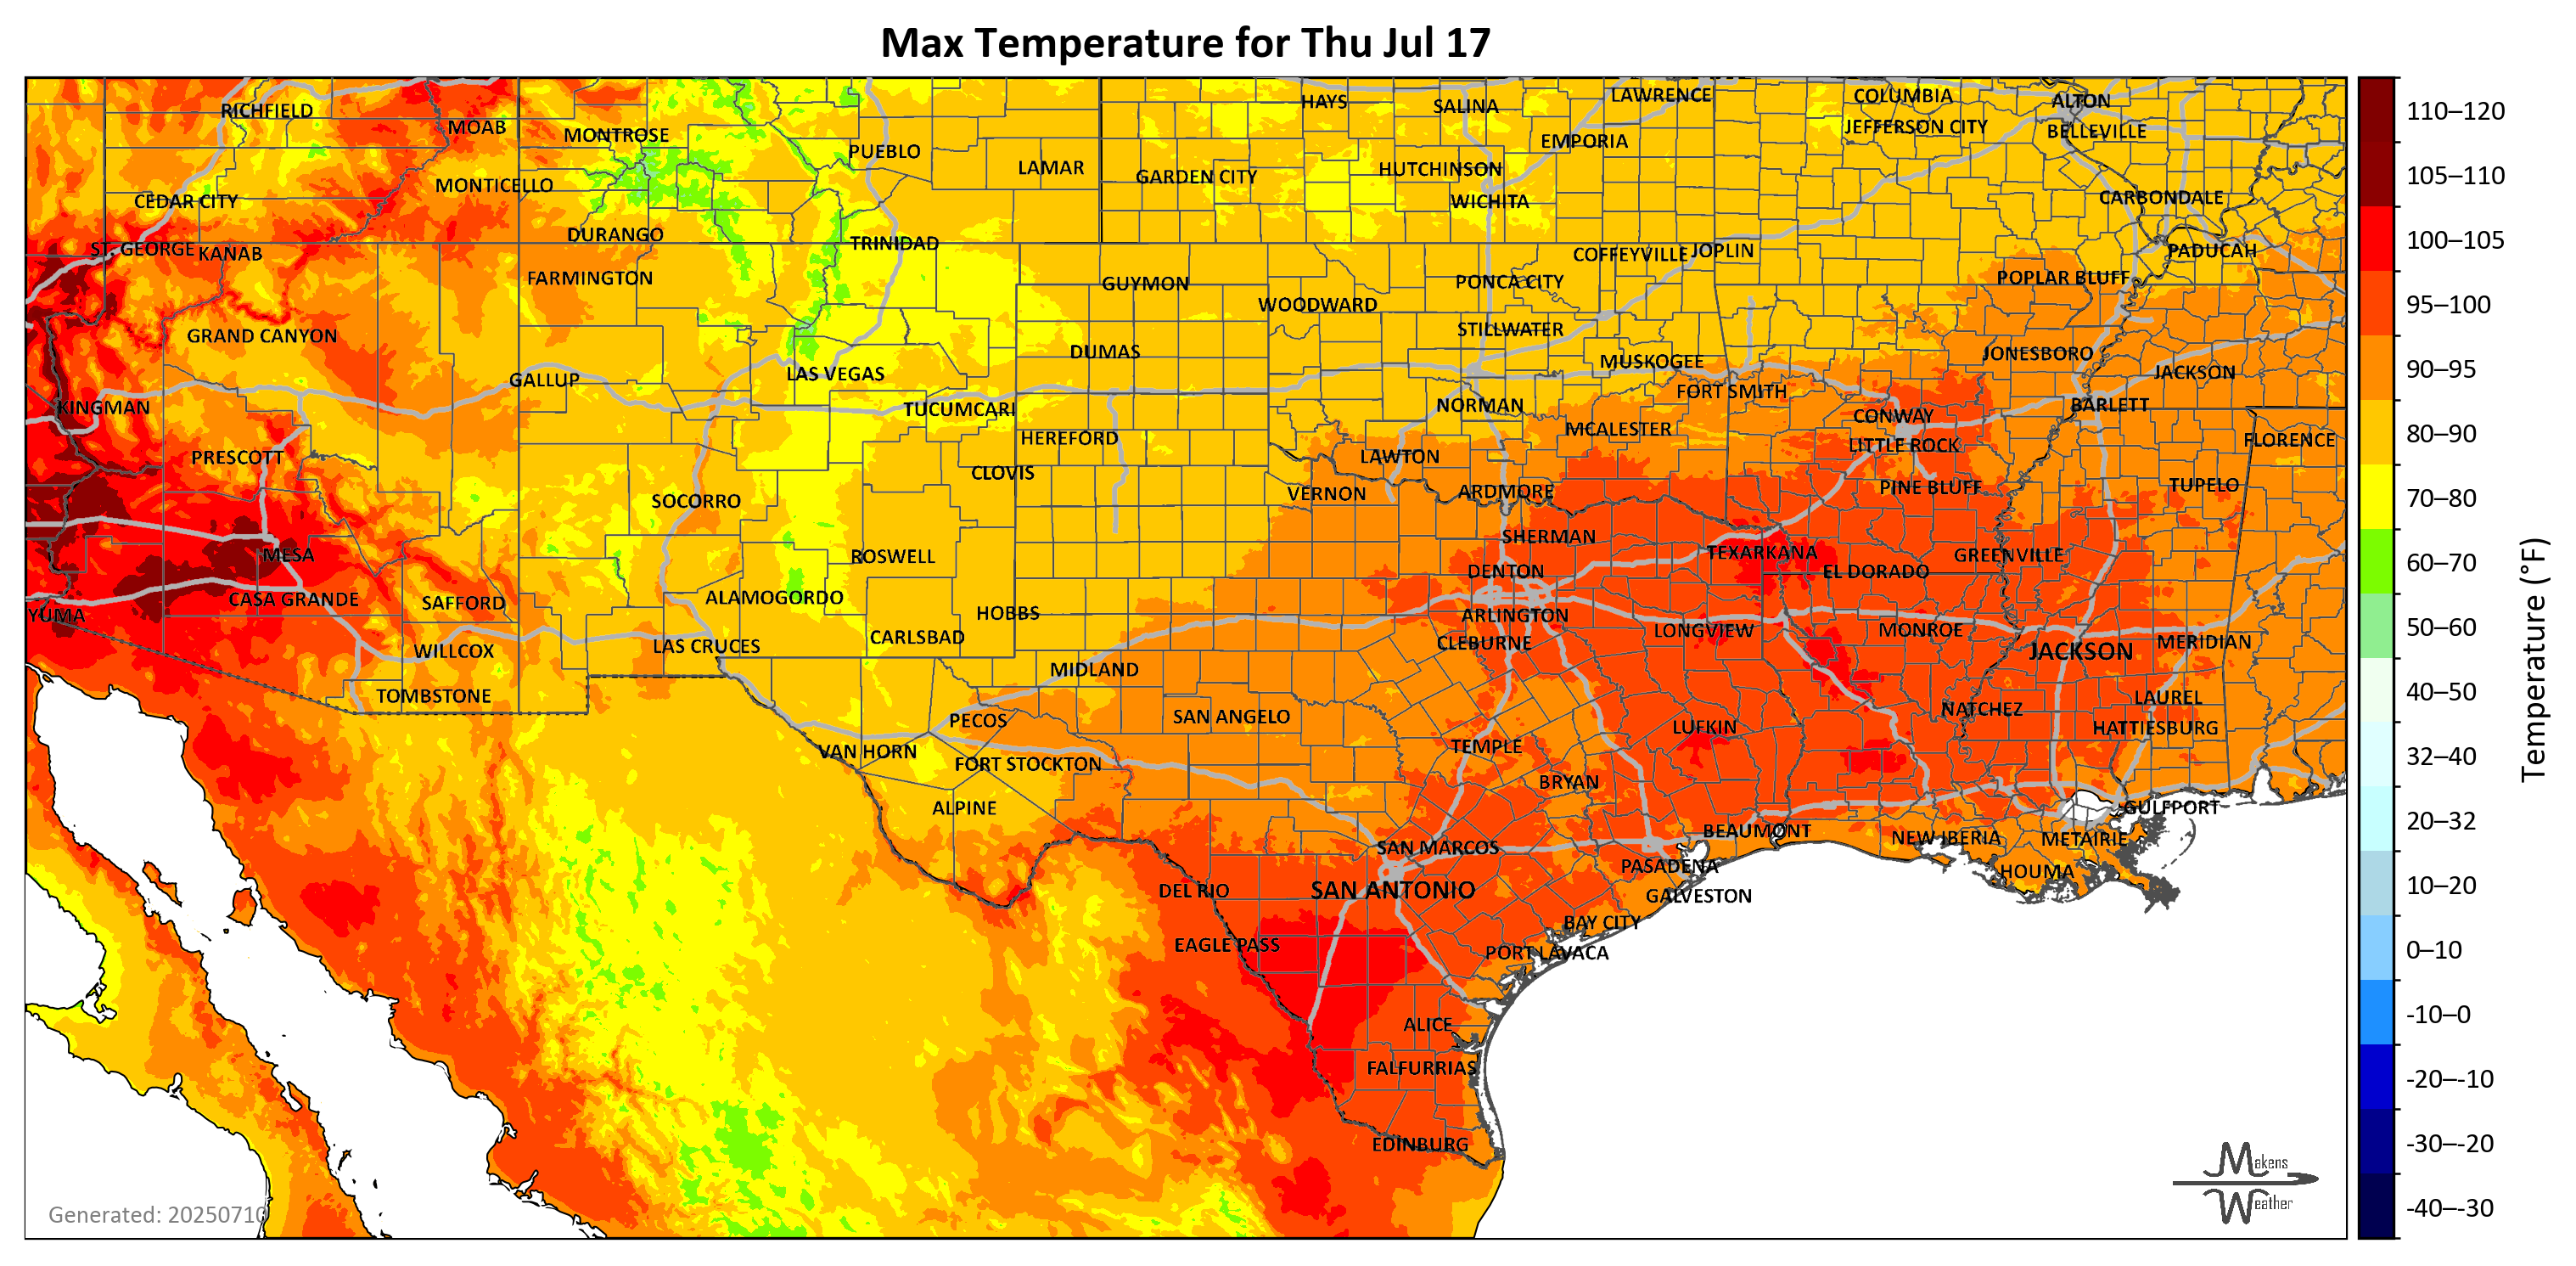 Max Temperature for Thu Jul 17
RICHFIELD
MOAB
MONTROSE
PUEBLO
LAMAR
HAYS
SALINA
LAWRENCE
COLUMBIA
ALTON
JEFFERSON CITY
BELLEVILLE
EMPORIA
HUTCHINSON
GARDEN CITY
MONTICELLO
CEDAR CITY
WICHITA
CARBONDALE
DURANGO
TRINIDAD
ST. GEORGE
KANAB
COFFEYVILLE
JOPLIN
PADUCAH
FARMINGTON
GUYMON
PONCA CITY
POPLAR BLUFF
WOODWARD
GRAND CANYON
STILLWATER
DUMAS
MUSKOGEE
JONESBORO
GALLUP
LAS VEGAS
JACKSON
FORT SMITH
KINGMAN
TUCUMCARI
NORMAN
CONWAY
BARLETT
MCALESTER
HEREFORD
LITTLE ROCK
FLORENCE
PRESCOTT
LAWTON
CLOVIS
PINE BLUFF
TUPELO
SOCORRO
VERNON
ARDMORE
SHERMAN
MESA
ROSWELL
TEXARKANA
GREENVILLE
DENTON
EL DORADO
CASA GRANDE
SAFFORD
ALAMOGORDO
HOBBS
YUMA
ARLINGTON
LAS CRUCES
CARLSBAD
CLEBURNE
LONGVIEW
MONROE
MERIDIAN
WILLCOX
JACKSON
MIDLAND
TOMBSTONE
LAUREL
PECOS
SAN ANGELO
NATCHEZ
LUFKIN
HATTIESBURG
VAN HORN
FORT STOCKTON
TEMPLE
BRYAN
ALPINE
GULFPORT
BEAUMONT
NEW IBERIA
METAIRIE
SAN MARCOS
PASADENA
HOUMA
DEL RIO
SAN ANTONIO
GALVESTON
BAY CITY
EAGLE PASS
PORT LAVACA
ALICE
FALFURRIAS
EDINBURG
Generated: 20250710
Makens
Weather
110–120
105–110
100–105
95–100
90–95
80–90
70–80
60–70
50–60
40–50
32–40
20–32
10–20
0–10
-10–0
-20–-10
-30–-20
-40–-30
Temperature (°F)